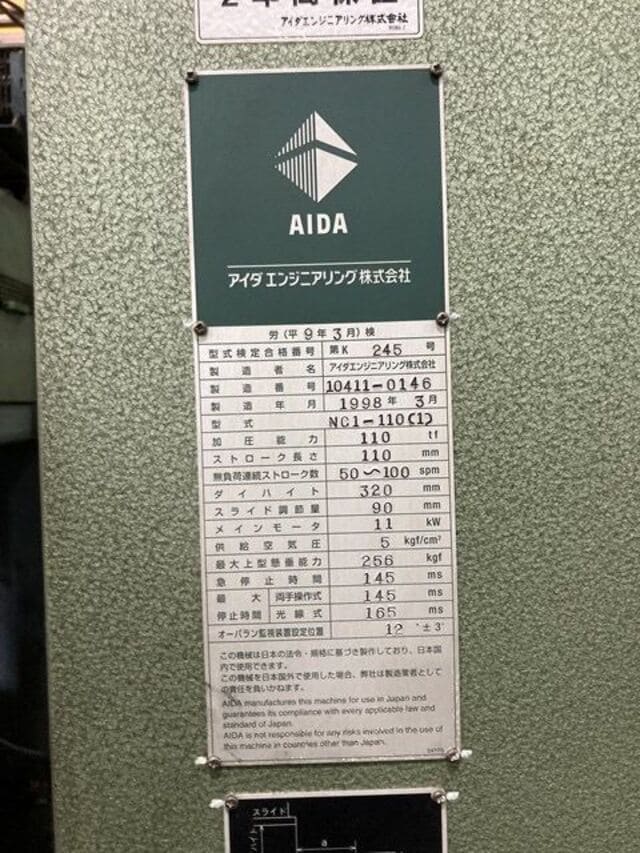 2年間保証
アイダエンジニアリング株式会社
AIDA
アイダエンジニアリング株式会社
労(平9年3月)検
型式検定合格番号 第K 245 号
製造者名 アイダエンジニアリング株式会社
製造番号 10411-0146
製造年月 1998年 3月
型式 NC1-110(1)
加圧能力 110 tf
ストローク長さ 110 mm
無負荷連続ストローク数 50〜100 spm
ダイハイト 320 mm
スライド調節量 90 mm
メインモータ 11 kW
供給空気圧 5 kgf/cm²
最大上型懸垂能力 256 kgf
急停止時間 145 ms
最大 両手操作式 145 ms
停止時間 光線式 165 ms
オーバラン監視装置設定位置 12 °±3°
この機械は日本の法令・規格に基づき製作しており、日本国
内で使用できます。
この機械を日本国外で使用した場合、弊社は製造業者として
の責任を負いかねます。
AIDA manufactures this machine for use in Japan and
guarantees its compliance with every applicable law and
standard of Japan.
AIDA is not responsible for any risks involved in the use of
this machine in countries other than Japan.
スライド
a